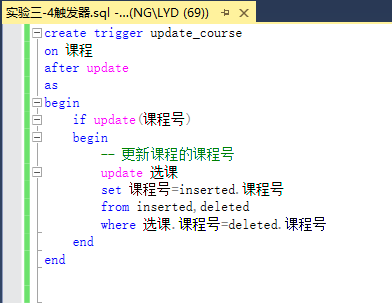 实验三-4触发器.sql -...(NG\LYD (69))
create trigger update_course
on 课程
after update
as
begin
if update(课程号)
begin
-- 更新课程的课程号
update 选课
set 课程号=inserted.课程号
from inserted,deleted
where 选课.课程号=deleted.课程号
end
end